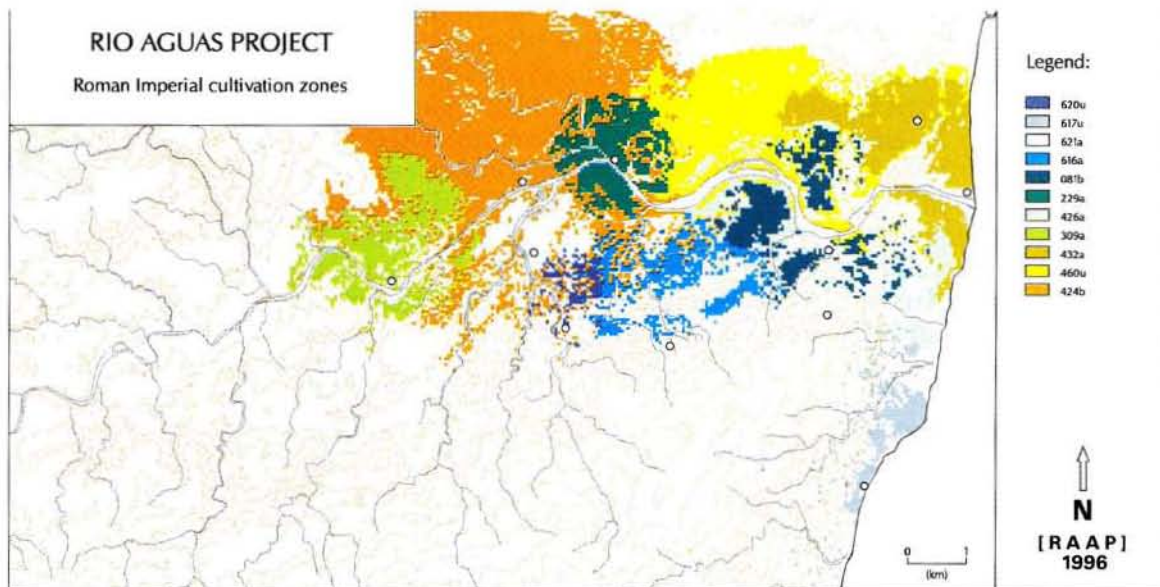 RIO AGUAS PROJECT
Roman Imperial cultivation zones
Legend:
620u
617u
621a
616a
081b
229a
426a
309a
432a
460u
424b
N
[RAAP]
1996
0 1
(km)